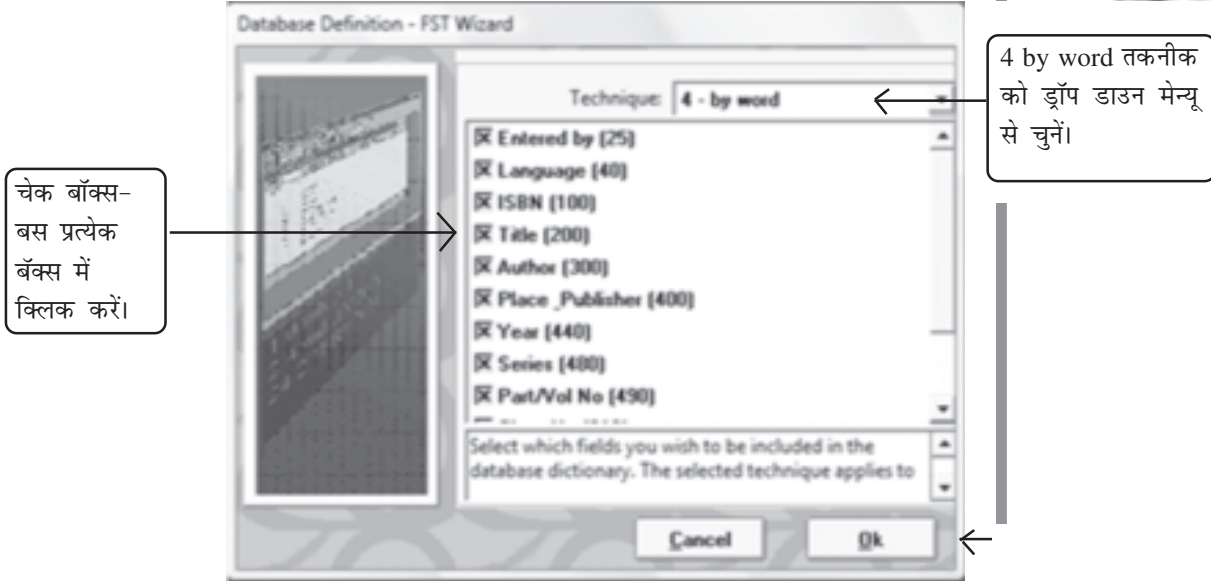 Database Definition - FST Wizard
Technique: 4 - by word
4 by word तकनीक
को ड्रॉप डाउन मेन्यू
से चुनें।
चेक बॉक्स-
बस प्रत्येक
बॅक्स में
क्लिक करें।
Entered by (25)
Language (40)
ISBN (100)
Title (200)
Author (300)
Place_Publisher (400)
Year (440)
Series (480)
Part/Vol No (490)
Select which fields you wish to be included in the
database dictionary. The selected technique applies to
Cancel Ok